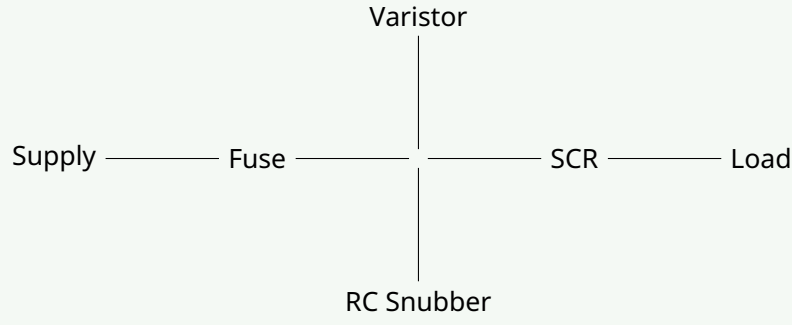 Varistor
Supply
Fuse
SCR
Load
RC Snubber